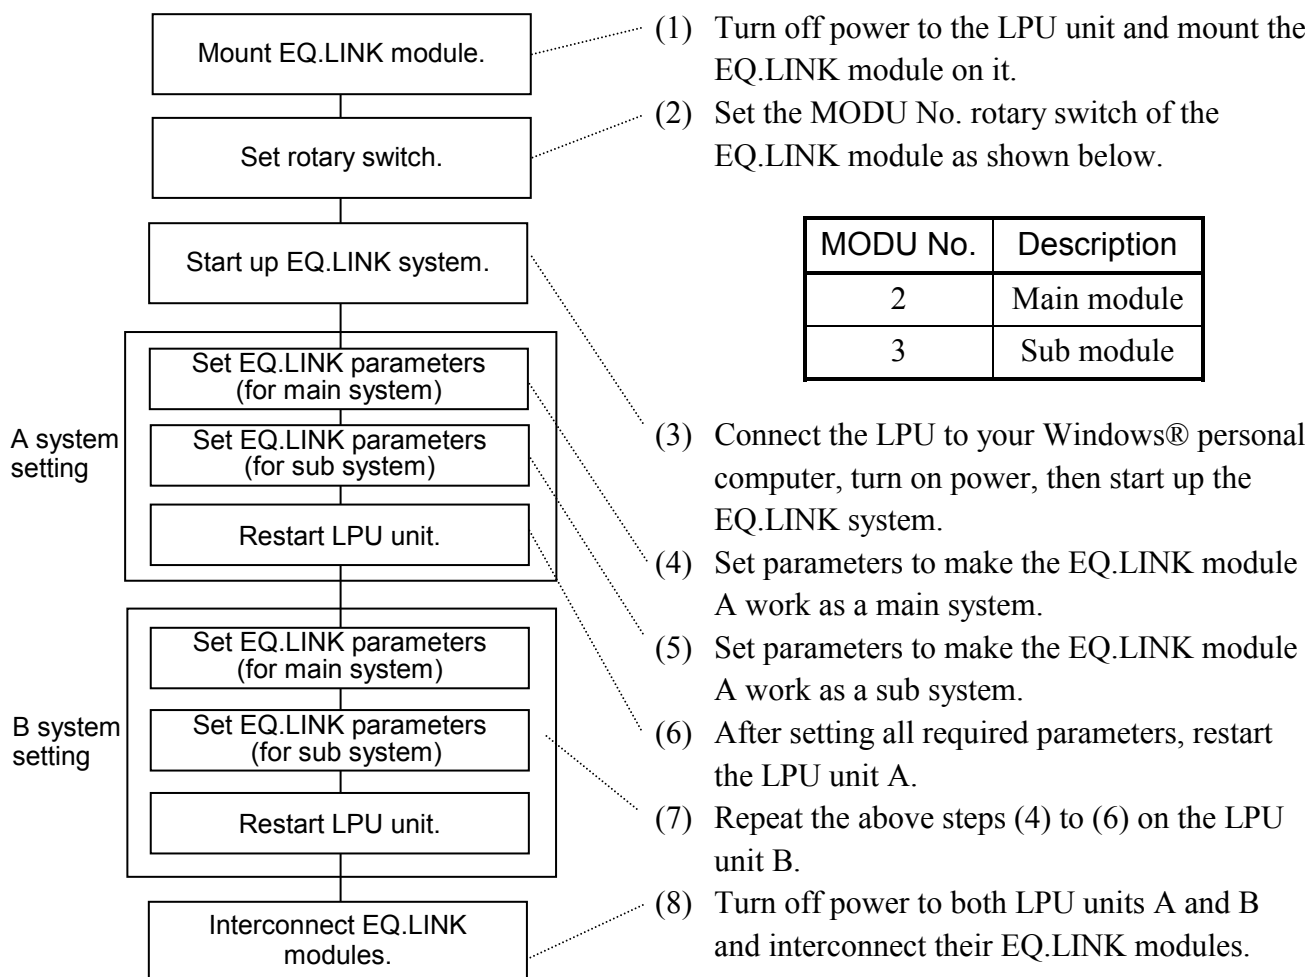 Mount EQ.LINK module.
Set rotary switch.
Start up EQ.LINK system.
A system
setting
Set EQ.LINK parameters
(for main system)
Set EQ.LINK parameters
(for sub system)
Restart LPU unit.
B system
setting
Set EQ.LINK parameters
(for main system)
Set EQ.LINK parameters
(for sub system)
Restart LPU unit.
Interconnect EQ.LINK
modules.
(1) Turn off power to the LPU unit and mount the
EQ.LINK module on it.
(2) Set the MODU No. rotary switch of the
EQ.LINK module as shown below.
MODU No. Description
2 Main module
3 Sub module
(3) Connect the LPU to your Windows® personal
computer, turn on power, then start up the
EQ.LINK system.
(4) Set parameters to make the EQ.LINK module
A work as a main system.
(5) Set parameters to make the EQ.LINK module
A work as a sub system.
(6) After setting all required parameters, restart
the LPU unit A.
(7) Repeat the above steps (4) to (6) on the LPU
unit B.
(8) Turn off power to both LPU units A and B
and interconnect their EQ.LINK modules.